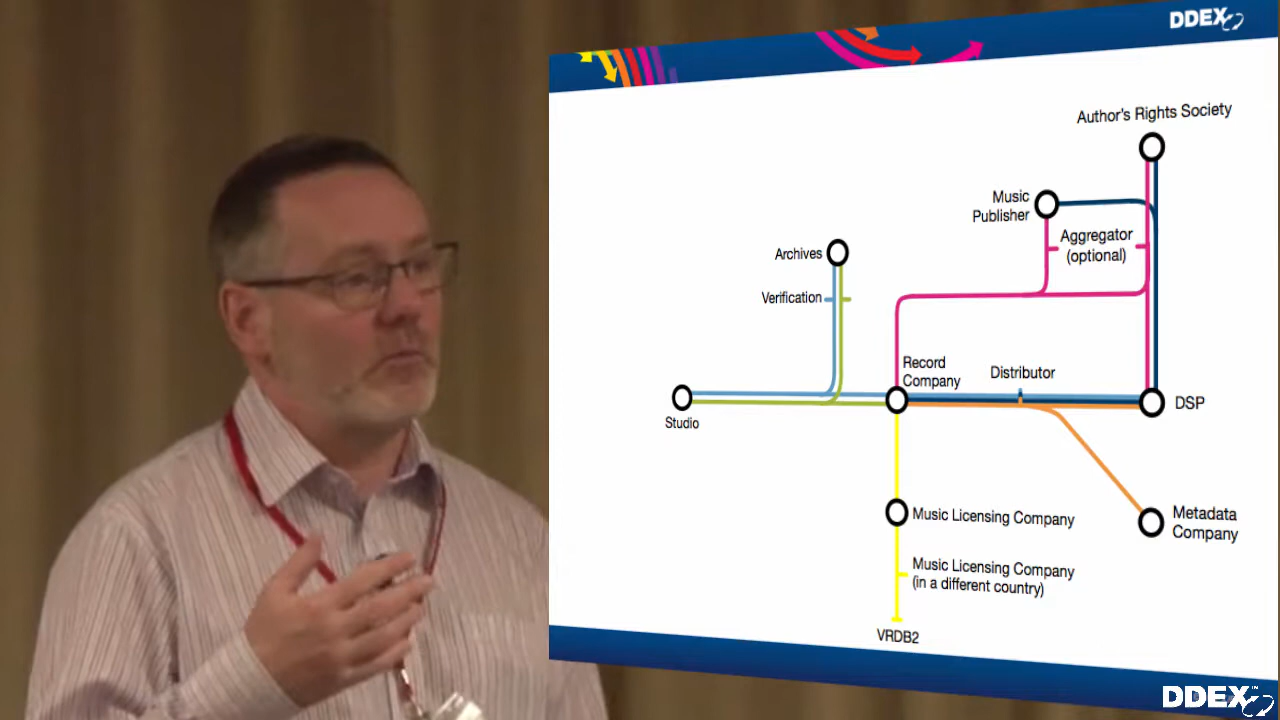 DDEX
Author's Rights Society
Music
Publisher
Aggregator
(optional)
Archives
Verification
Record
Company
Distributor
DSP
Studio
Music Licensing Company
Metadata
Company
Music Licensing Company
(in a different country)
VRDB2
DDEX